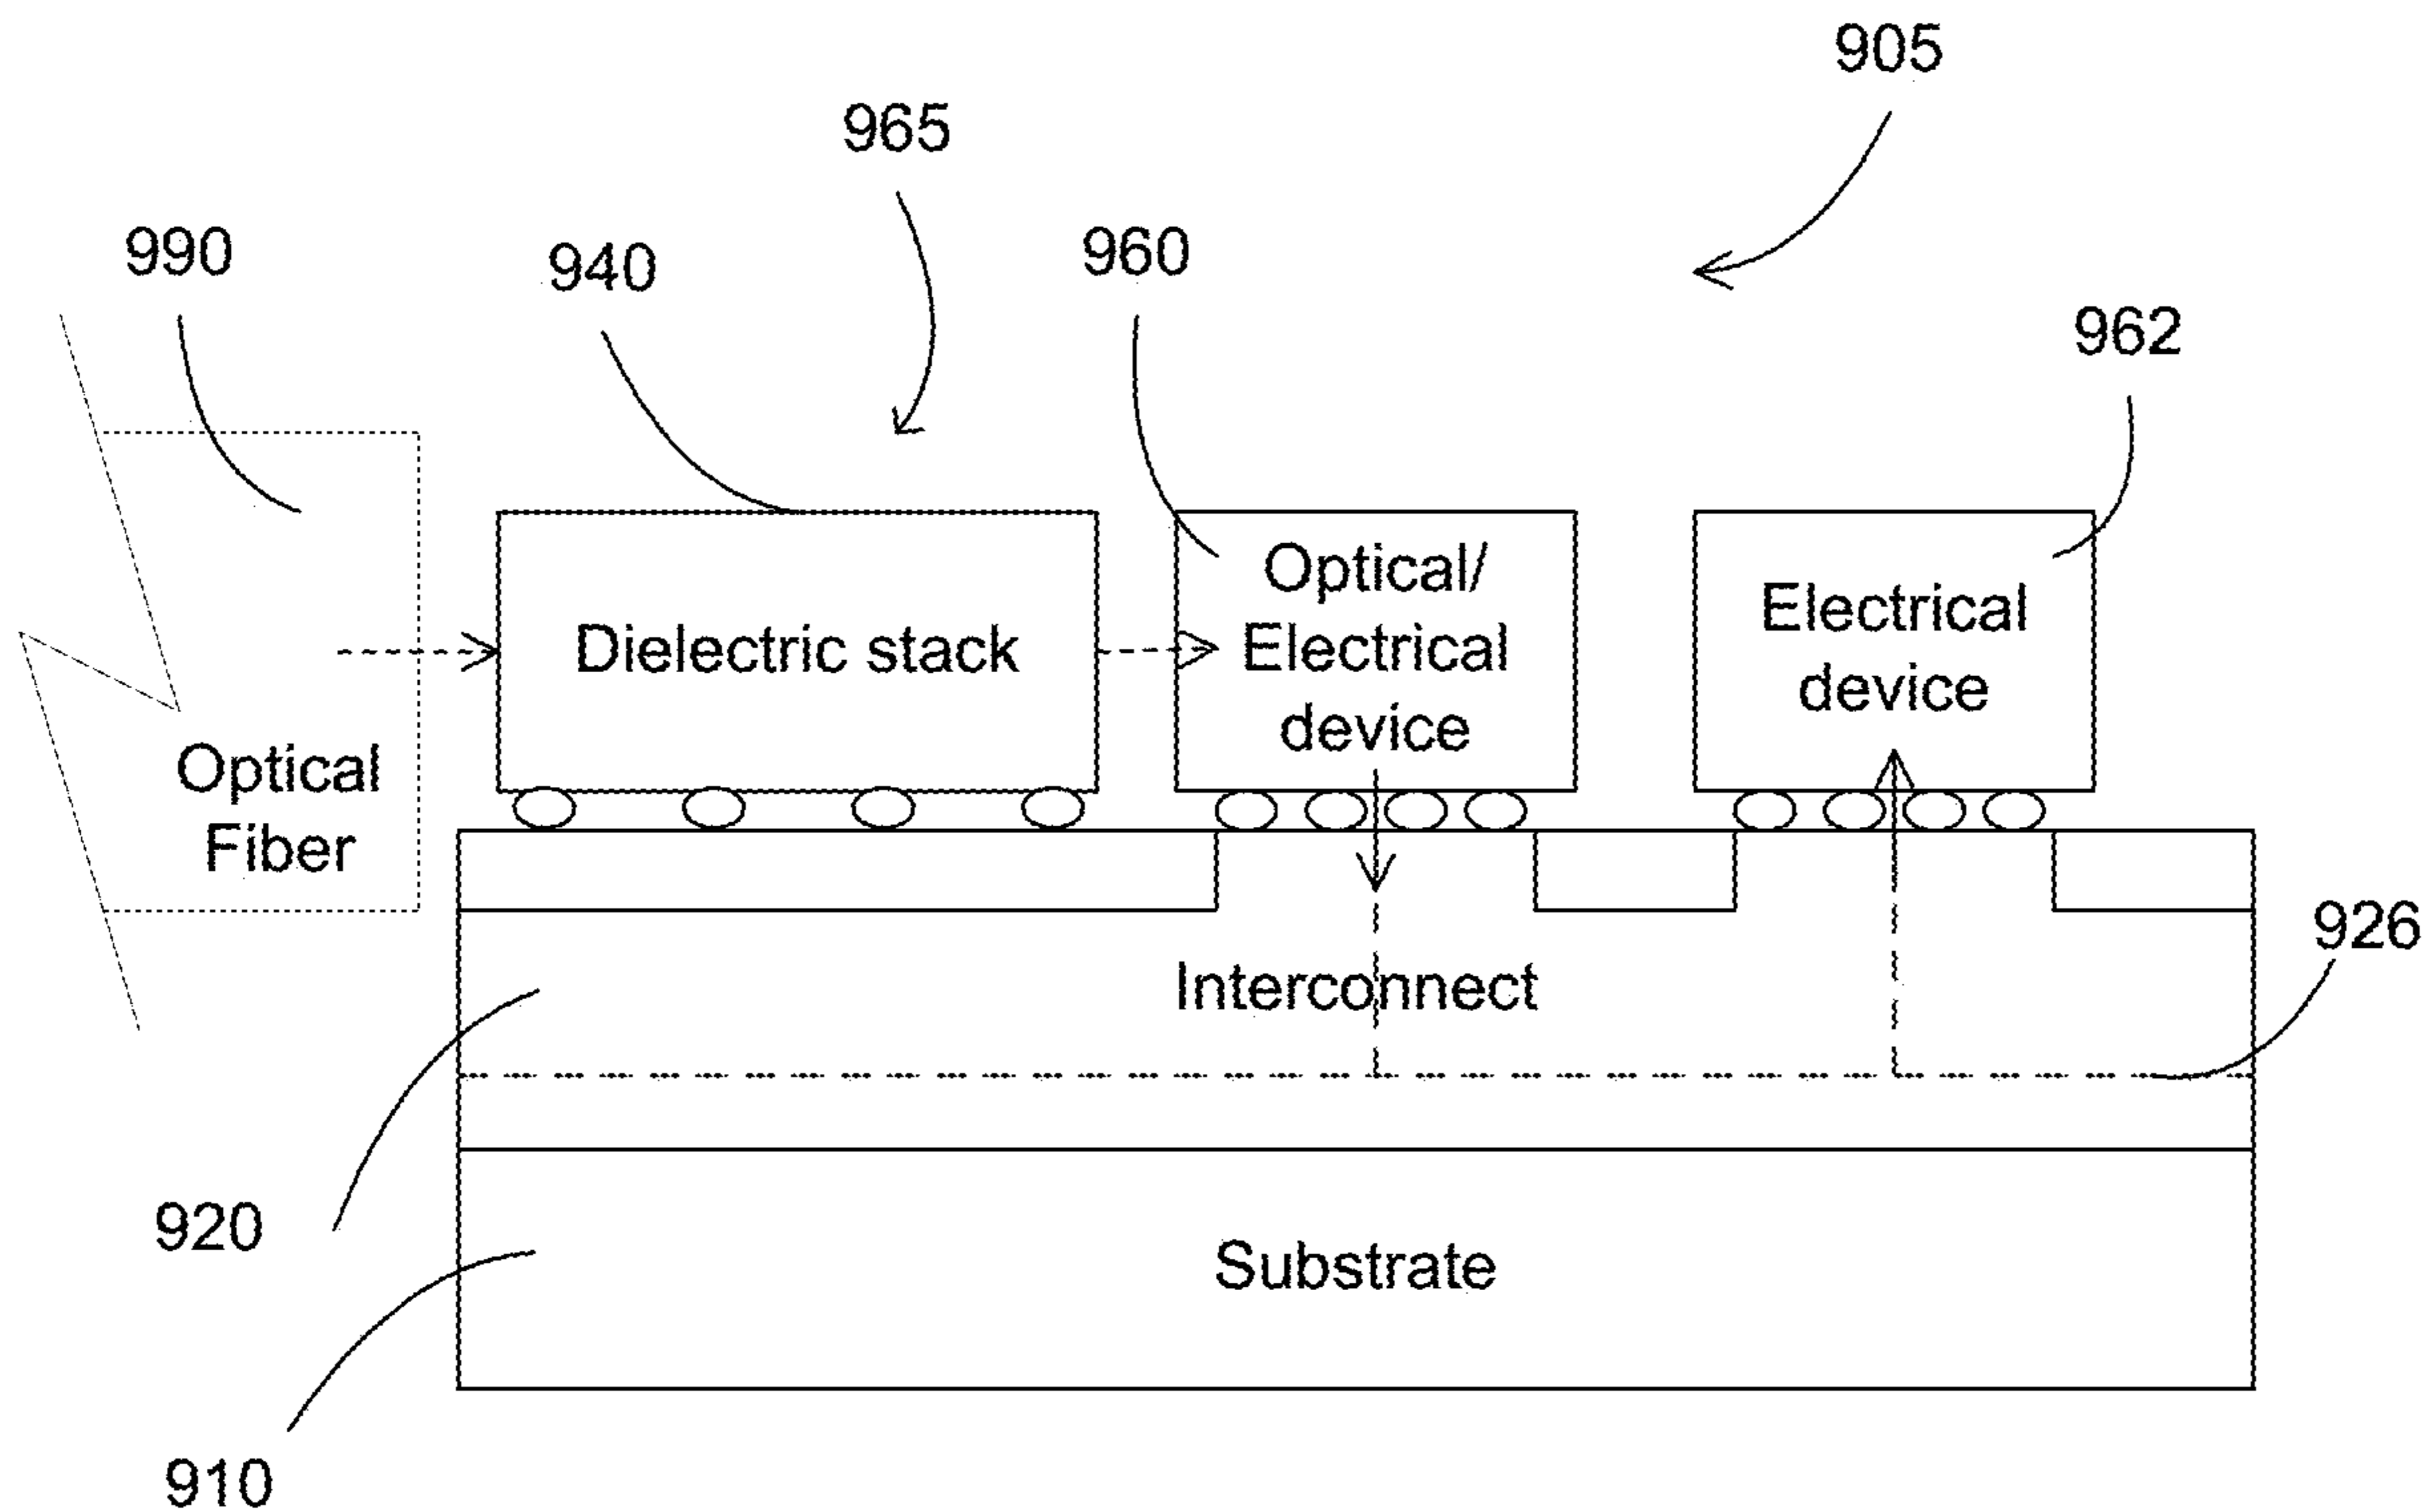 905
965
990
940
960
962
Optical/
Electrical
device
Electrical
device
Dielectric stack
Optical
Fiber
926
Interconnect
920
Substrate
910